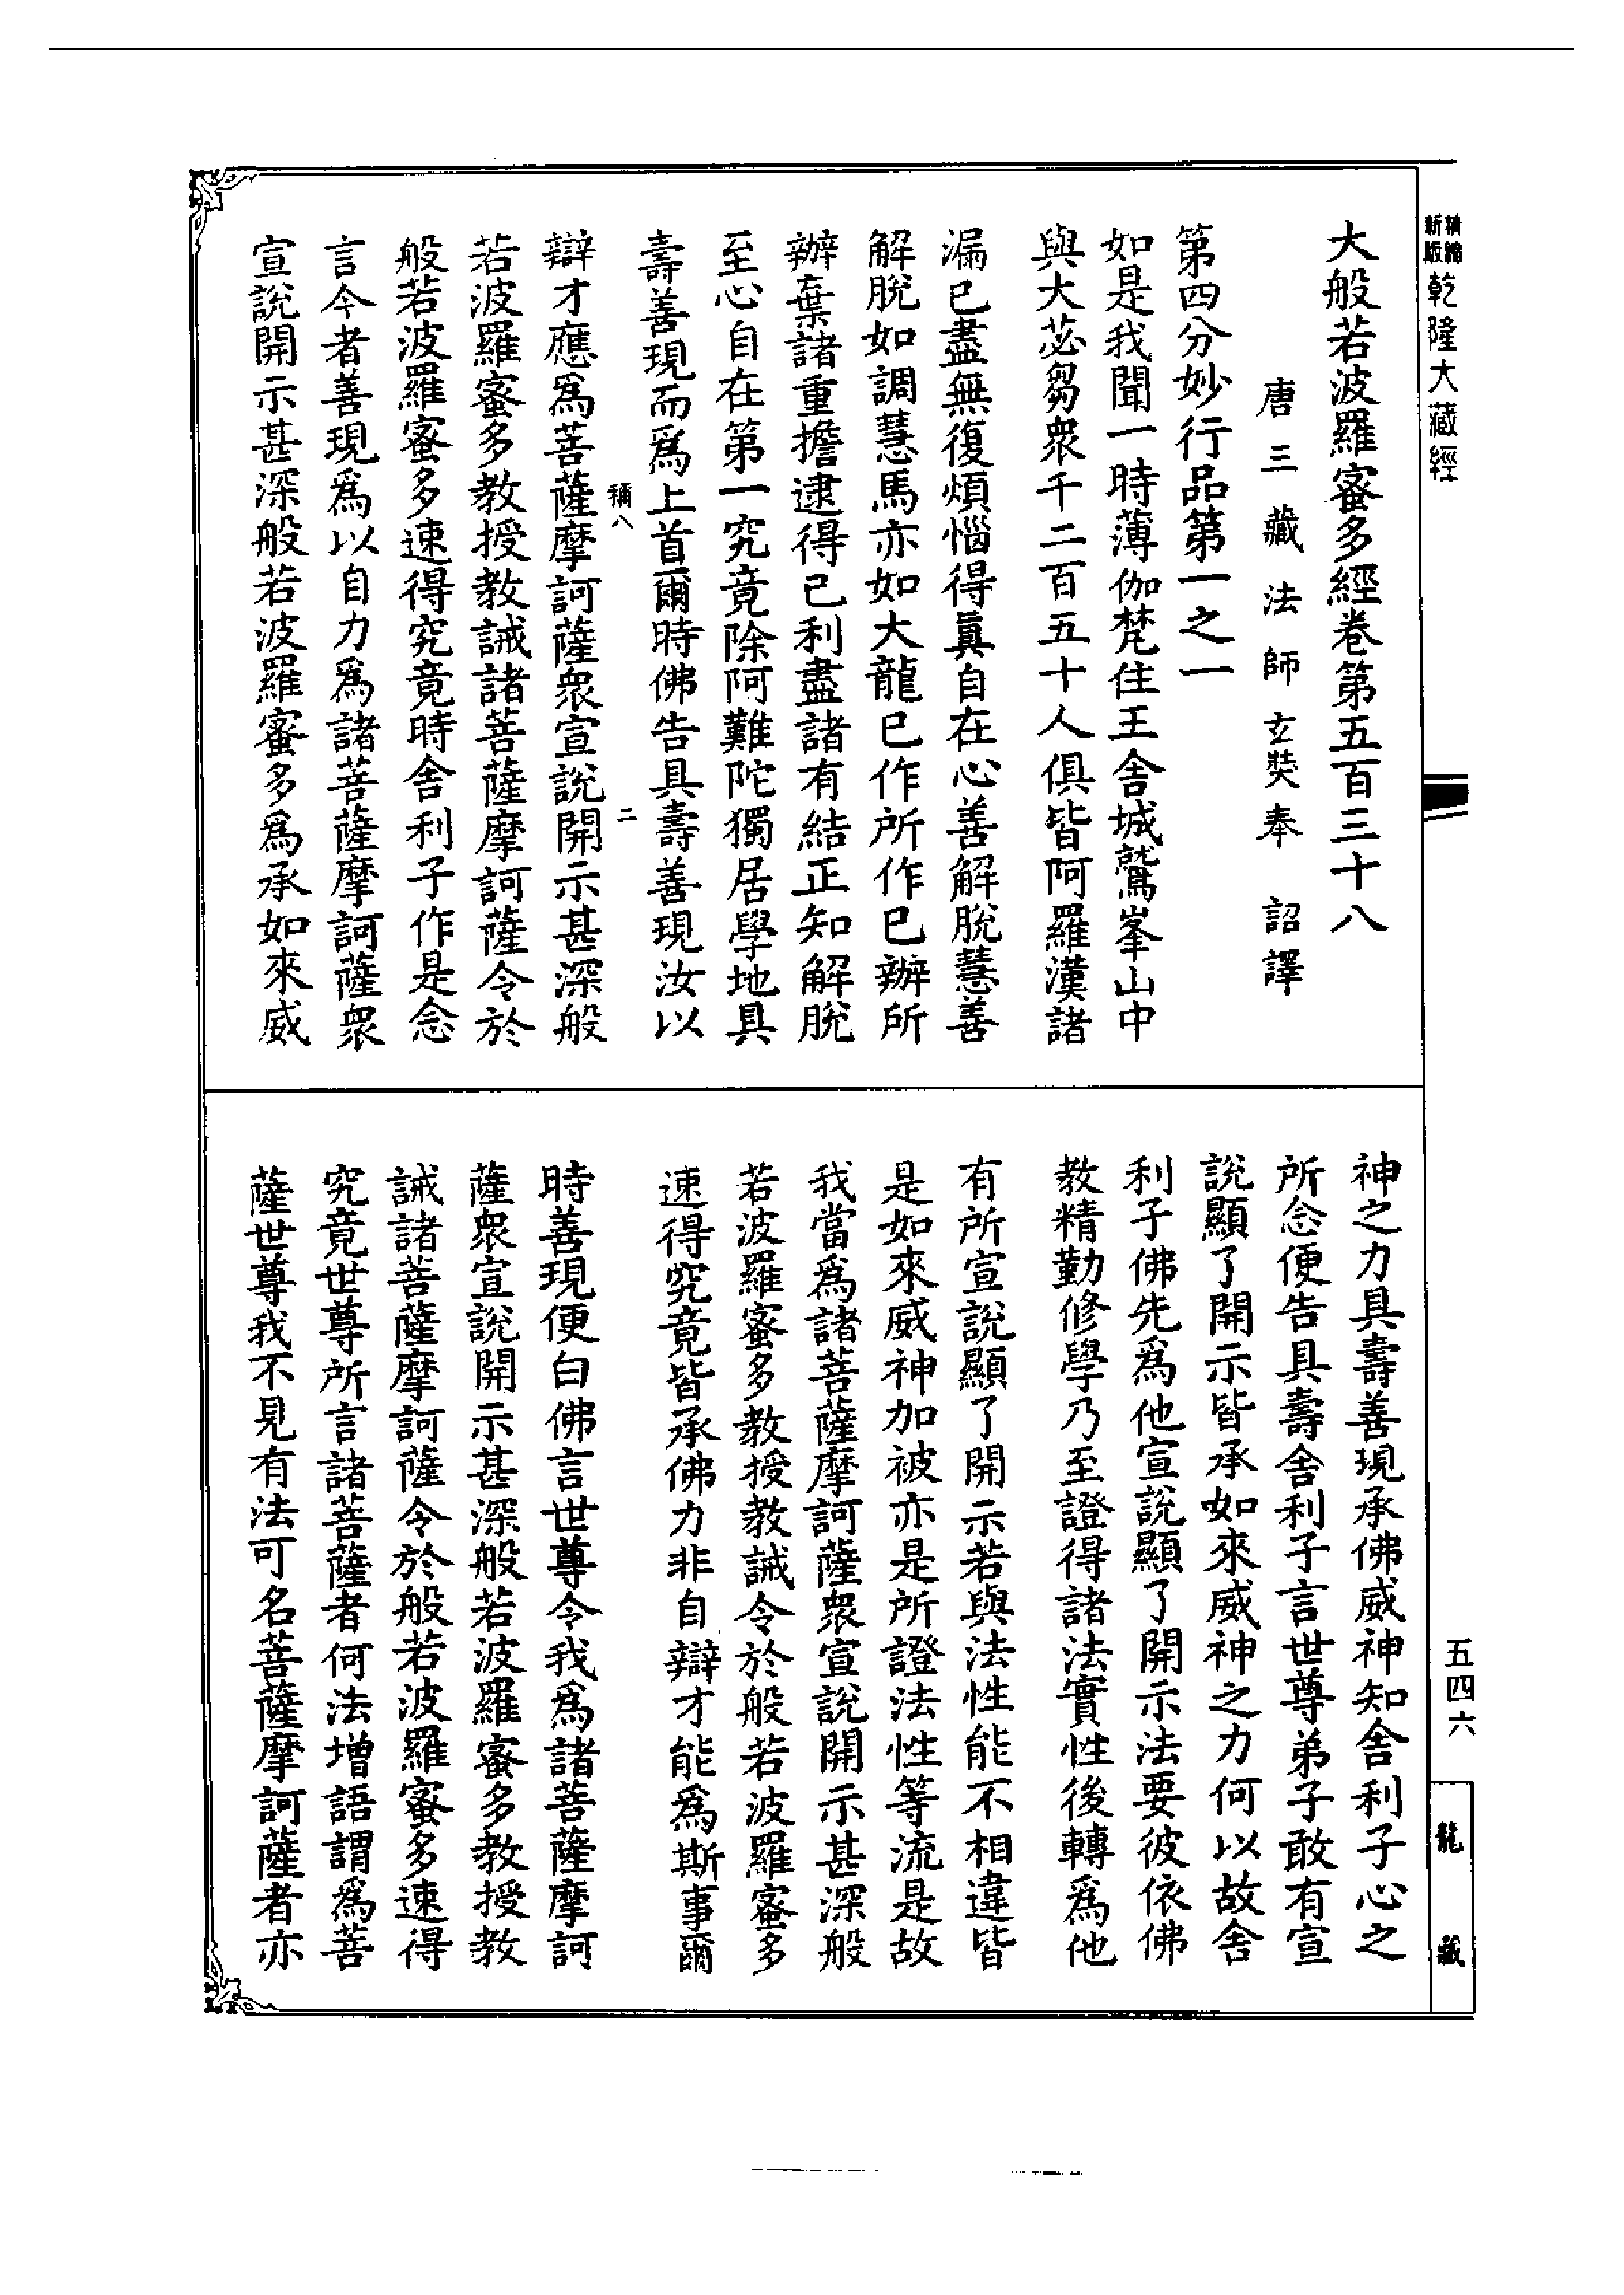 精縮新版乾隆大藏經
大般若波羅蜜多經卷第五百三十八
唐三藏法師玄奘奉 詔譯
第四分妙行品第一之一
如是我聞一時薄伽梵住王舍城鷲峯山中
與大苾芻衆千二百五十人俱皆阿羅漢諸
漏已盡無復煩惱得眞自在心善解脫慧善
解脫如調慧馬亦如大龍已作所作已辦所
辦棄諸重擔逮得已利盡諸有結正知解脫
至心自在第一究竟除阿難陀獨居學地具
壽善現而爲上首爾時佛告具壽善現汝以
稱八 二
辯才應爲菩薩摩訶薩衆宣說開示甚深般
若波羅蜜多教授教誡諸菩薩摩訶薩令於
般若波羅蜜多速得究竟時舍利子作是念
言今者善現爲以自力爲諸菩薩摩訶薩衆
宣說開示甚深般若波羅蜜多爲承如來威
神之力具壽善現承佛威神知舍利子心之
所念便告具壽舍利子言世尊弟子敢有宣
說顯了開示皆承如來威神之力何以故舍
利子佛先爲他宣說顯了開示法要彼依佛
教精勤修學乃至證得諸法實性後轉爲他
有所宣說顯了開示若與法性能不相違皆
是如來威神加被亦是所證法性等流是故
我當爲諸菩薩摩訶薩衆宣說開示甚深般
若波羅蜜多教授教誡令於般若波羅蜜多
速得究竟皆承佛力非自辯才能爲斯事爾
時善現便白佛言世尊令我爲諸菩薩摩訶
薩衆宣說開示甚深般若波羅蜜多教授教
誡諸菩薩摩訶薩令於般若波羅蜜多速得
究竟世尊所言諸菩薩者何法增語謂爲菩
薩世尊我不見有法可名菩薩摩訶薩者亦
五四六
龍藏